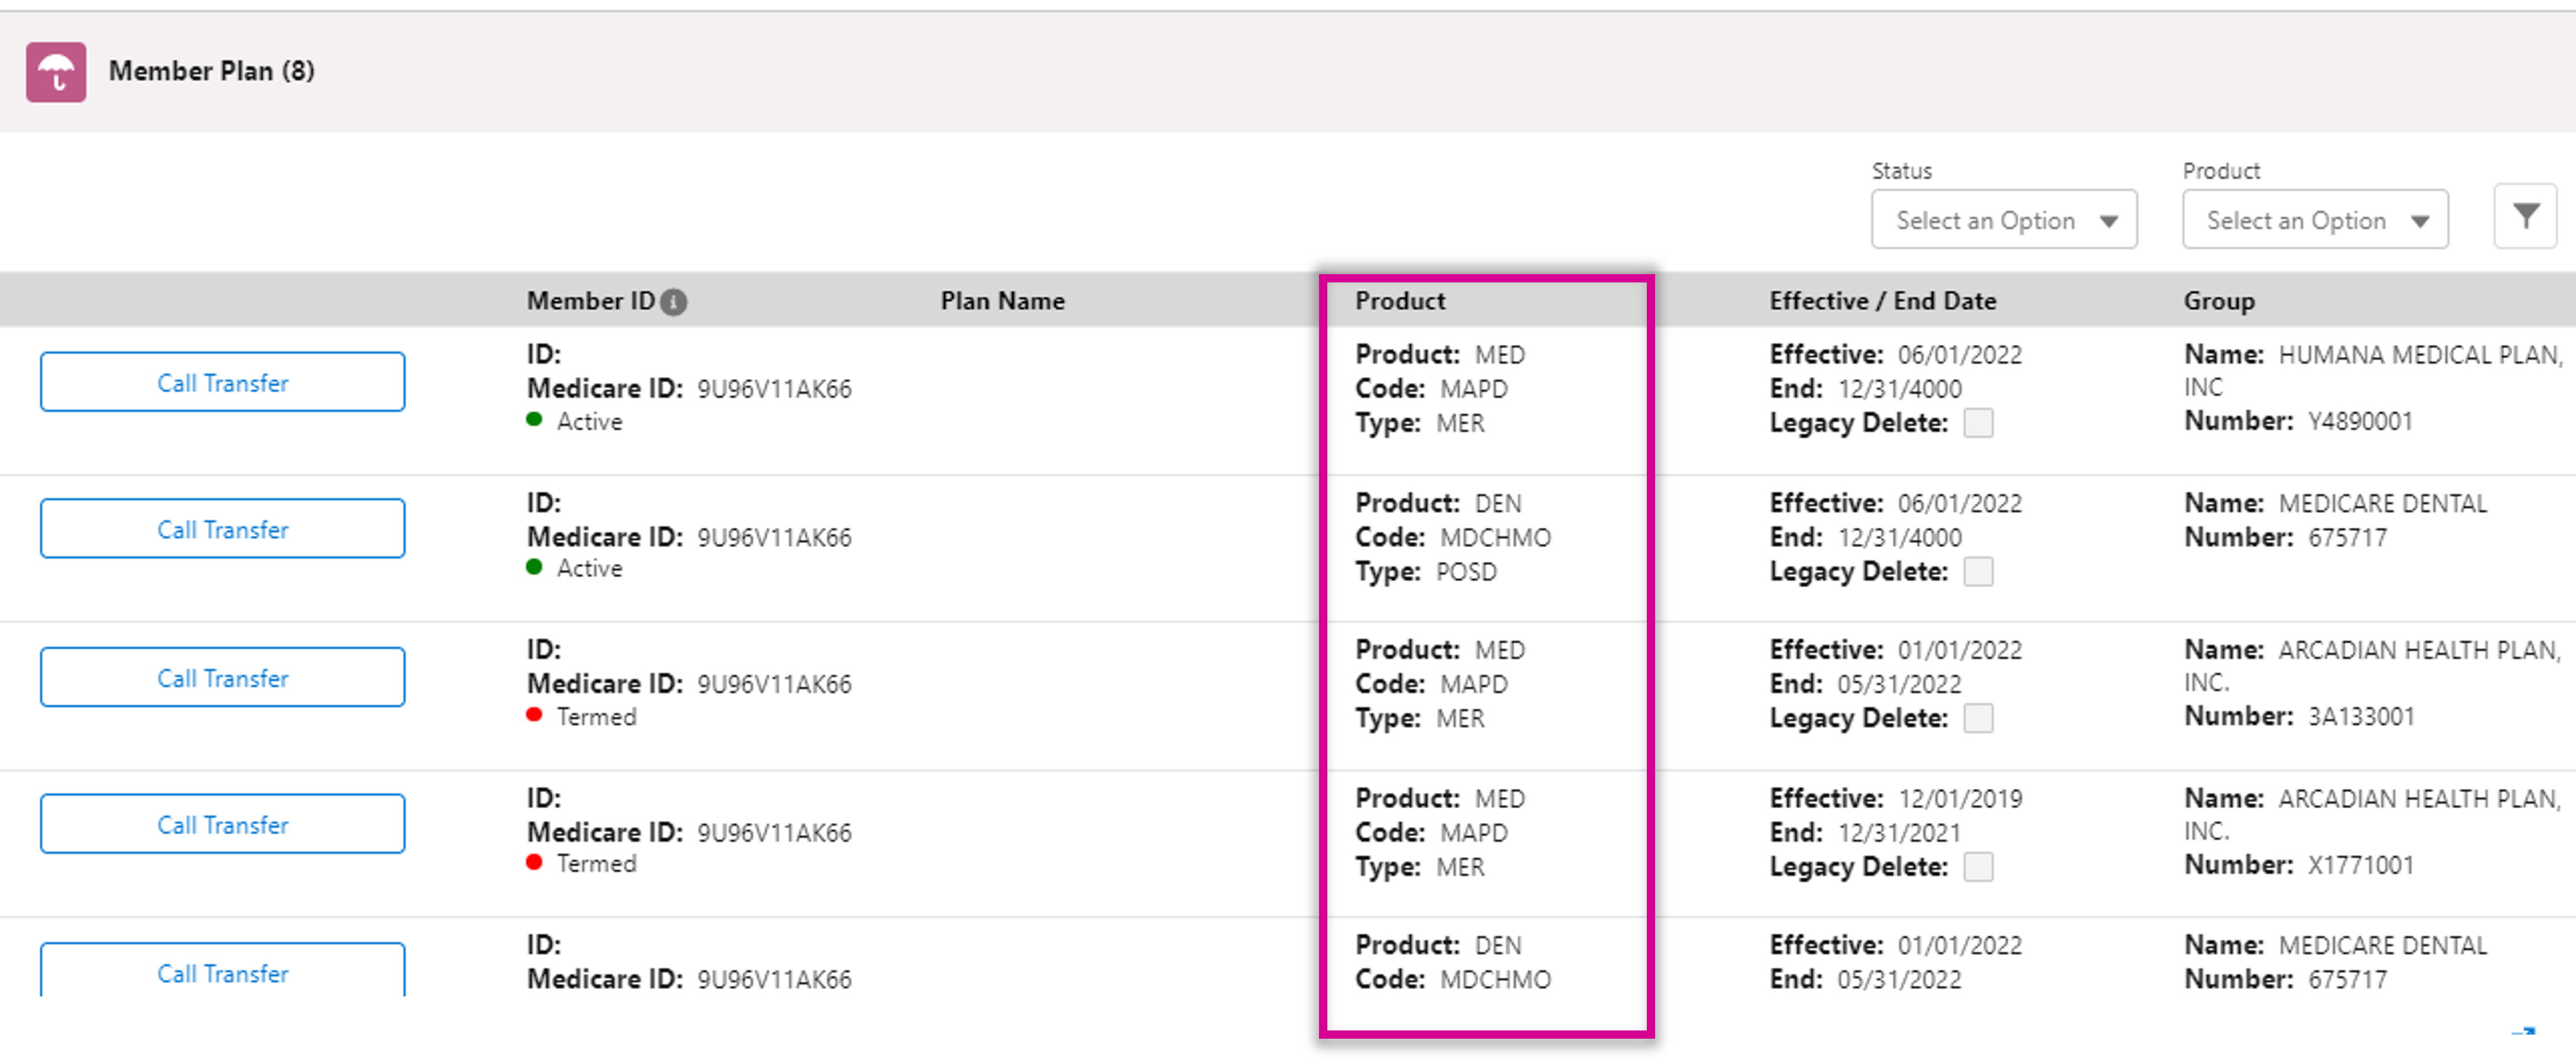 Member Plan (8)
Status
Product
Select an Option
Select an Option
Member ID
Plan Name
Product
Effective / End Date
Group
Call Transfer
ID:
Medicare ID: 9U96V11AK66
Active
Product: MED
Code: MAPD
Type: MER
Effective: 06/01/2022
End: 12/31/4000
Legacy Delete:
Name: HUMANA MEDICAL PLAN,
INC
Number: Y4890001
Call Transfer
ID:
Medicare ID: 9U96V11AK66
Active
Product: DEN
Code: MDCHMO
Type: POSD
Effective: 06/01/2022
End: 12/31/4000
Legacy Delete:
Name: MEDICARE DENTAL
Number: 675717
Call Transfer
ID:
Medicare ID: 9U96V11AK66
Termed
Product: MED
Code: MAPD
Type: MER
Effective: 01/01/2022
End: 05/31/2022
Legacy Delete:
Name: ARCADIAN HEALTH PLAN,
INC.
Number: 3A133001
Call Transfer
ID:
Medicare ID: 9U96V11AK66
Termed
Product: MED
Code: MAPD
Type: MER
Effective: 12/01/2019
End: 12/31/2021
Legacy Delete:
Name: ARCADIAN HEALTH PLAN,
INC.
Number: X1771001
Call Transfer
ID:
Medicare ID: 9U96V11AK66
Product: DEN
Code: MDCHMO
Effective: 01/01/2022
End: 05/31/2022
Name: MEDICARE DENTAL
Number: 675717